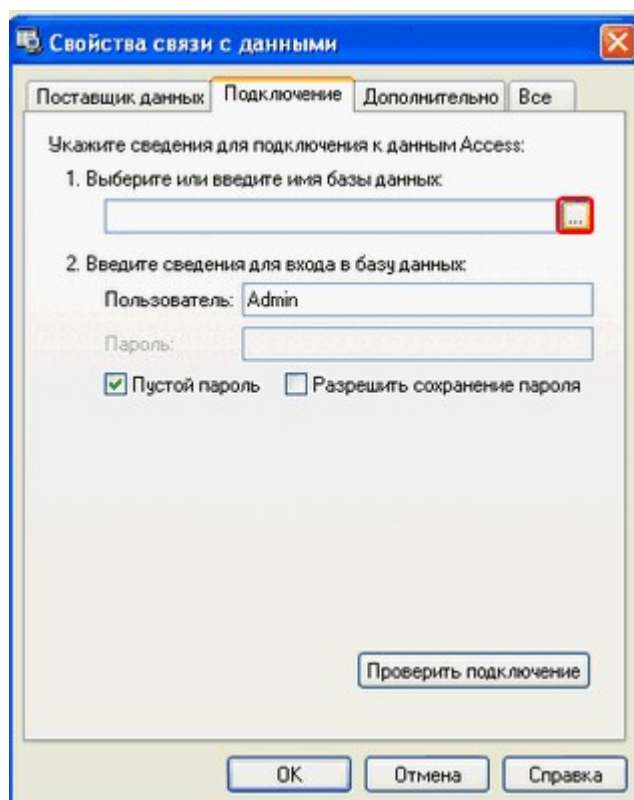 Свойства связи с данными
Поставщик данных Подключение Дополнительно Все
Укажите сведения для подключения к данным Access:
1. Выберите или введите имя базы данных:
...
2. Введите сведения для входа в базу данных:
Пользователь: Admin
Пароль:
Пустой пароль Разрешить сохранение пароля
Проверить подключение
OK Отмена Справка